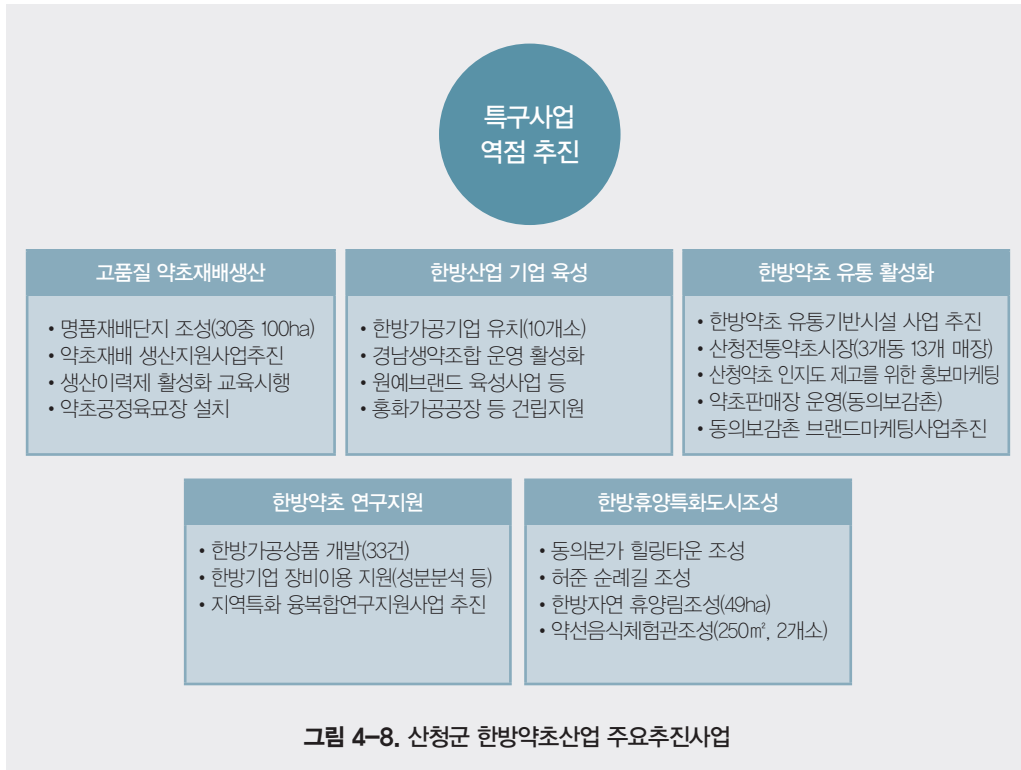 특구사업
역점 추진
고품질 약초재배생산
• 명품재배단지 조성(30종 100ha)
• 약초재배 생산지원사업추진
• 생산이력제 활성화 교육시행
• 약초공정육묘장 설치
한방산업 기업 육성
• 한방가공기업 유치(10개소)
• 경남생약조합 운영 활성화
• 원예브랜드 육성사업 등
• 홍화가공공장 등 건립지원
한방약초 유통 활성화
• 한방약초 유통기반시설 사업 추진
• 산청전통약초시장(3개동 13개 매장)
• 산청약초 인지도 제고를 위한 홍보마케팅
• 약초판매장 운영(동의보감촌)
• 동의보감촌 브랜드마케팅사업추진
한방약초 연구지원
• 한방가공상품 개발(33건)
• 한방기업 장비이용 지원(성분분석 등)
• 지역특화 융복합연구지원사업 추진
한방휴양특화도시조성
• 동의본가 힐링타운 조성
• 허준 순례길 조성
• 한방자연 휴양림조성(49ha)
• 약선음식체험관조성(250㎡, 2개소)
그림 4-8. 산청군 한방약초산업 주요추진사업